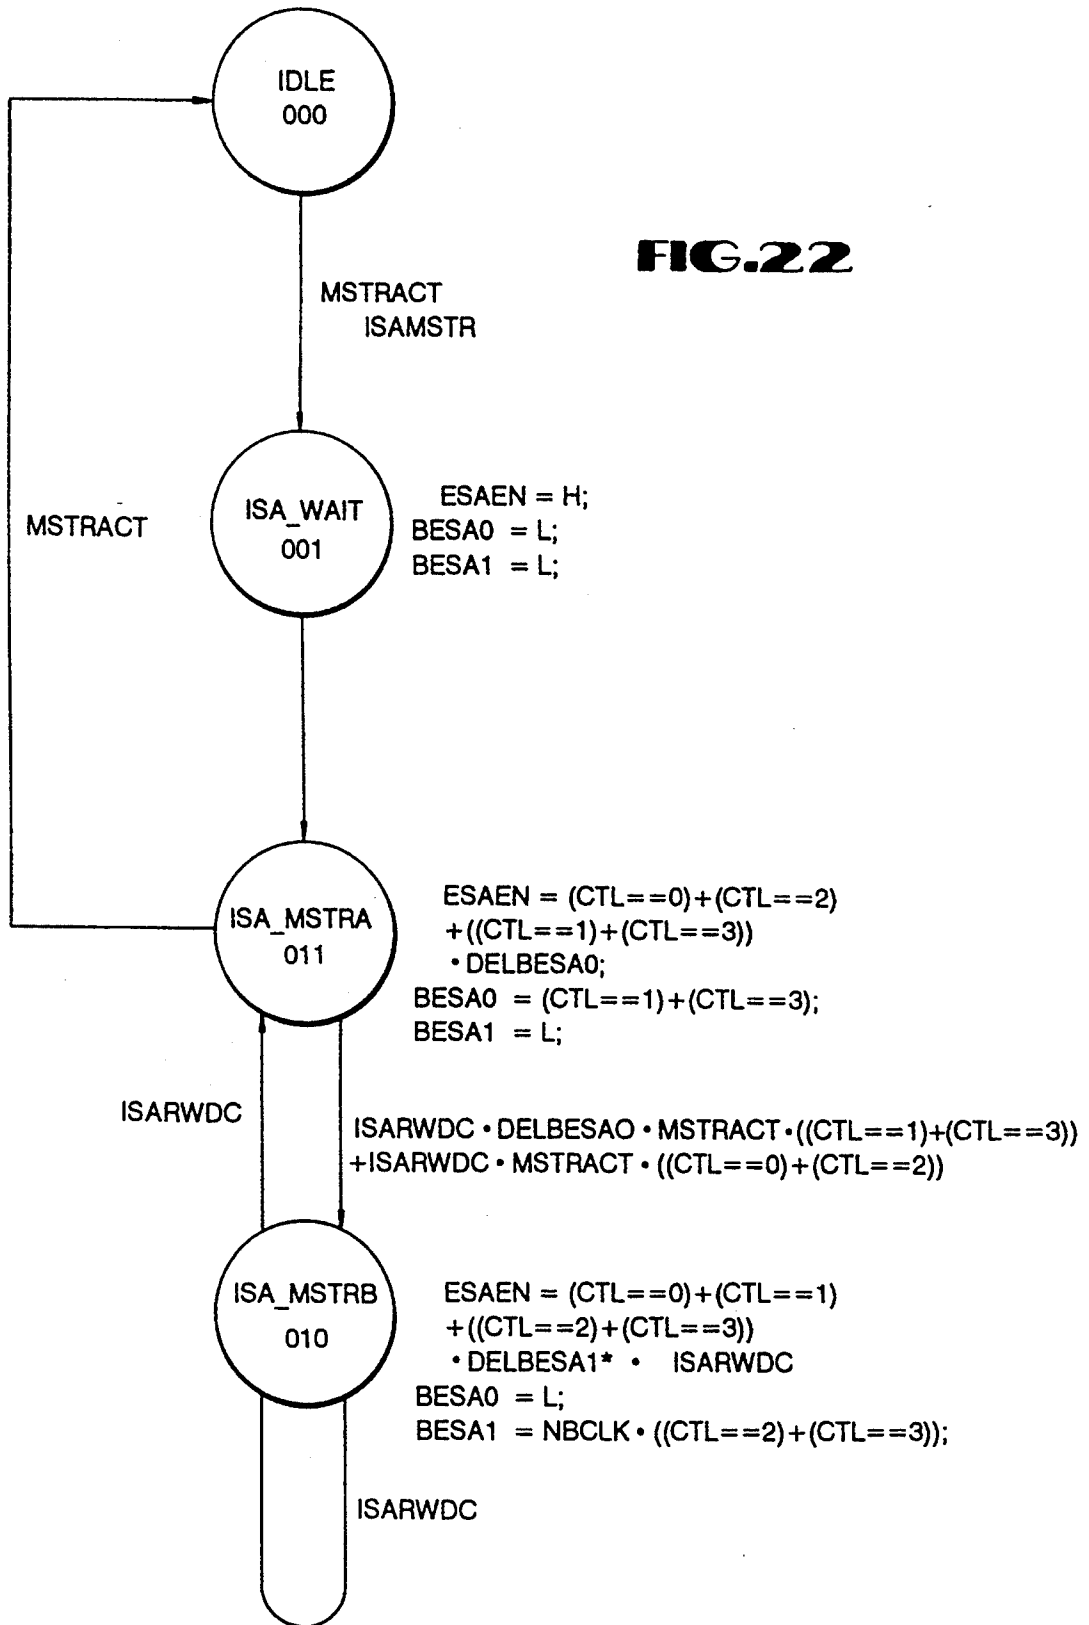 IDLE
000
FIG.22
MSTRACT
ISAMSTR
MSTRACT
ISA_WAIT
001
ESAEN = H;
BESA0 = L;
BESA1 = L;
ISA_MSTRA
011
ESAEN = (CTL==0)+(CTL==2)
+((CTL==1)+(CTL==3))
• DELBESA0;
BESA0 = (CTL==1)+(CTL==3);
BESA1 = L;
ISARWDC
ISARWDC • DELBESAO • MSTRACT •((CTL==1)+(CTL==3))
+ISARWDC • MSTRACT • ((CTL==0)+(CTL==2))
ISA_MSTRB
010
ESAEN = (CTL==0)+(CTL==1)
+((CTL==2)+(CTL==3))
• DELBESA1* • ISARWDC
BESA0 = L;
BESA1 = NBCLK • ((CTL==2)+(CTL==3));
ISARWDC